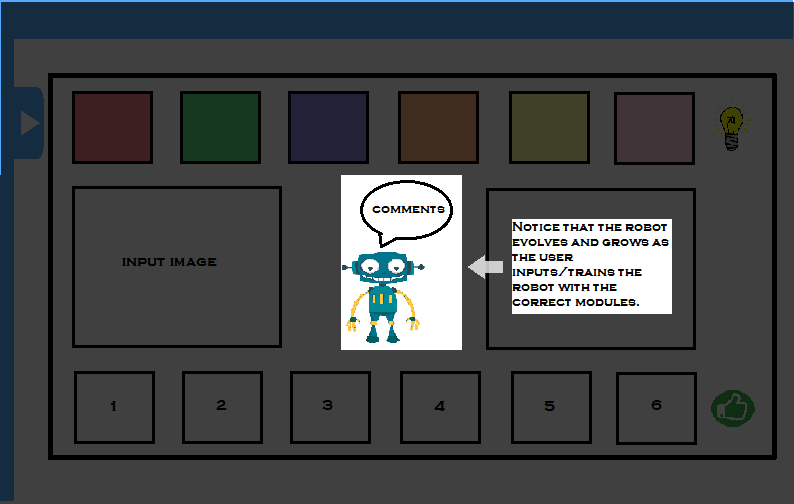 COMMENTS
NOTICE THAT THE ROBOT
EVOLVES AND GROWS AS
THE USER
INPUTS/TRAINS THE
ROBOT WITH THE
CORRECT MODULES.
INPUT IMAGE
1 2 3 4 5 6